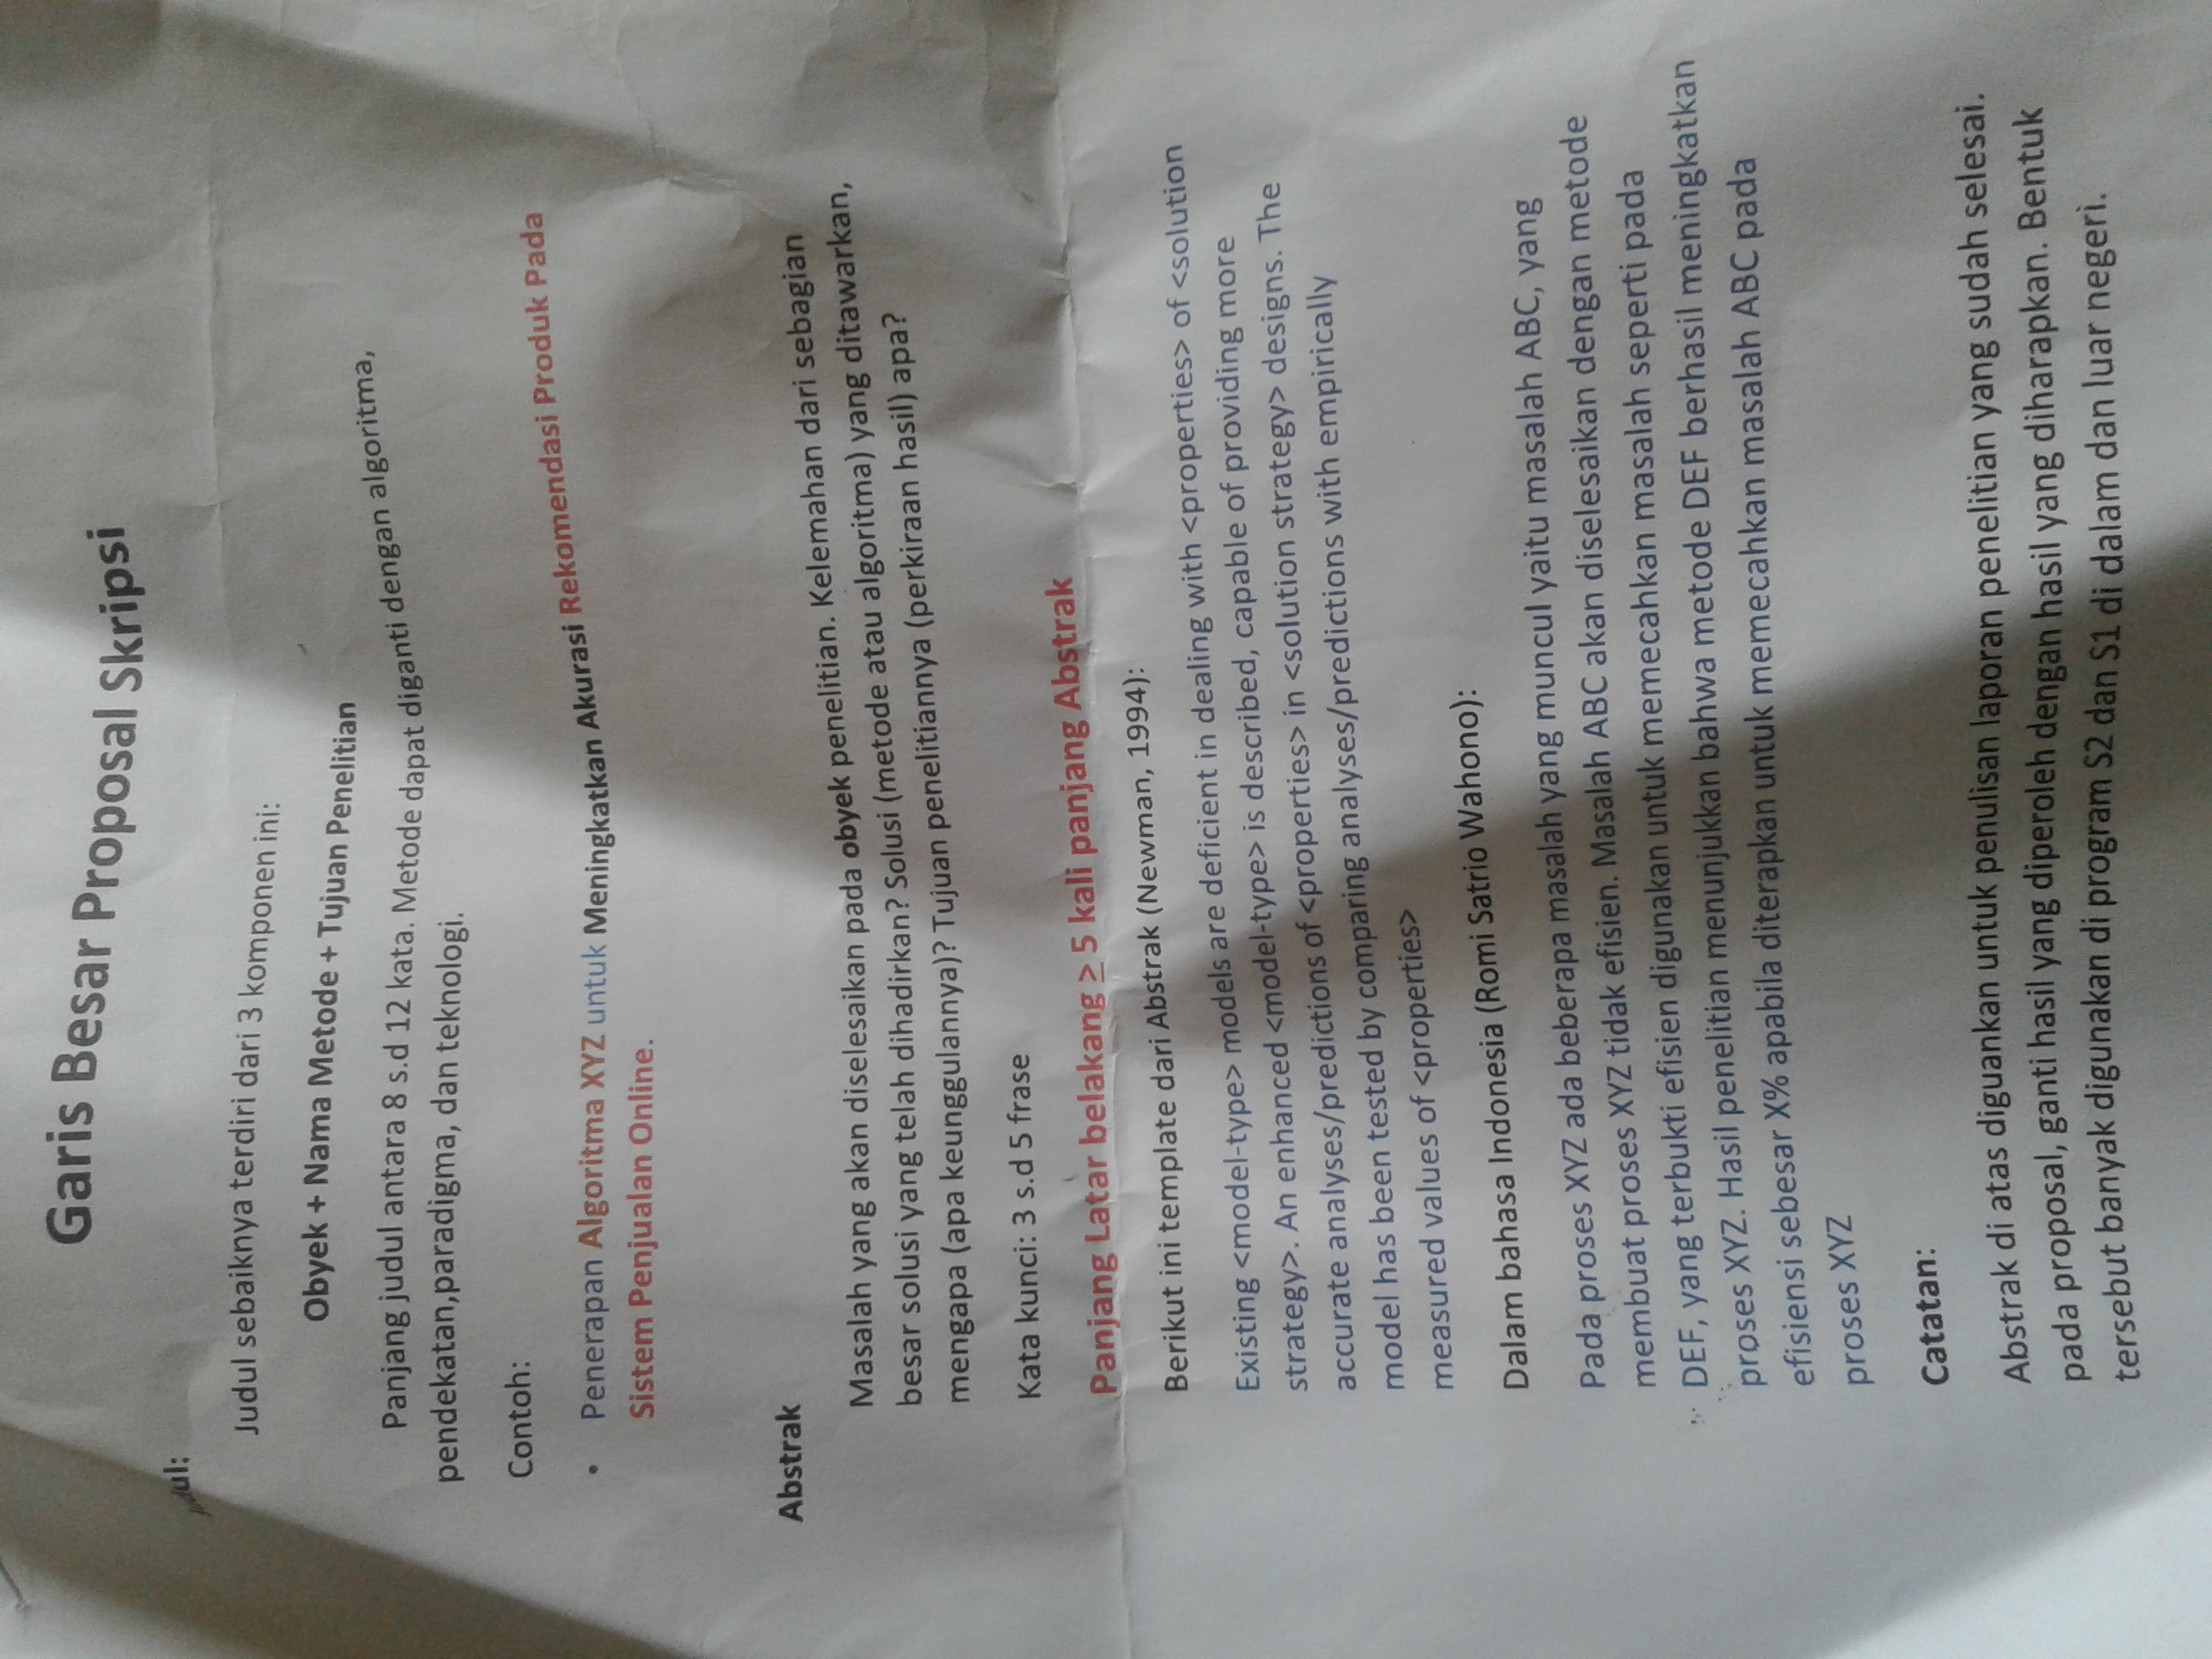 Garis Besar Proposal Skripsi
Judul:
Judul sebaiknya terdiri dari 3 komponen ini:
Obyek + Nama Metode + Tujuan Penelitian
Panjang judul antara 8 s.d 12 kata. Metode dapat diganti dengan algoritma,
pendekatan,paradigma, dan teknologi.
Contoh:
• Penerapan Algoritma XYZ untuk Meningkatkan Akurasi Rekomendasi Produk Pada
Sistem Penjualan Online.
Abstrak
Masalah yang akan diselesaikan pada obyek penelitian. Kelemahan dari sebagian
besar solusi yang telah dihadirkan? Solusi (metode atau algoritma) yang ditawarkan,
mengapa (apa keunggulannya)? Tujuan penelitiannya (perkiraan hasil) apa?
Kata kunci: 3 s.d 5 frase
Panjang Latar belakang ≥ 5 kali panjang Abstrak
Berikut ini template dari Abstrak (Newman, 1994):
Existing <model-type> models are deficient in dealing with <properties> of <solution
strategy>. An enhanced <model-type> is described, capable of providing more
accurate analyses/predictions of <properties> in <solution strategy> designs. The
model has been tested by comparing analyses/predictions with empirically
measured values of <properties>
Dalam bahasa Indonesia (Romi Satrio Wahono):
Pada proses XYZ ada beberapa masalah yang muncul yaitu masalah ABC, yang
membuat proses XYZ tidak efisien. Masalah ABC akan diselesaikan dengan metode
DEF, yang terbukti efisien digunakan untuk memecahkan masalah seperti pada
proses XYZ. Hasil penelitian menunjukkan bahwa metode DEF berhasil meningkatkan
efisiensi sebesar X% apabila diterapkan untuk memecahkan masalah ABC pada
proses XYZ
Catatan:
Abstrak di atas diguankan untuk penulisan laporan penelitian yang sudah selesai.
pada proposal, ganti hasil yang diperoleh dengan hasil yang diharapkan. Bentuk
tersebut banyak digunakan di program S2 dan S1 di dalam dan luar negeri.